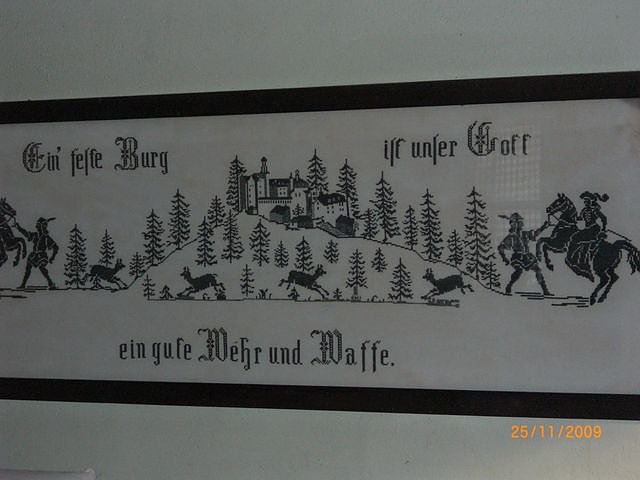 Ein' feste Burg ist unser Gott
ein gute Wehr und Waffe.
25/11/2009